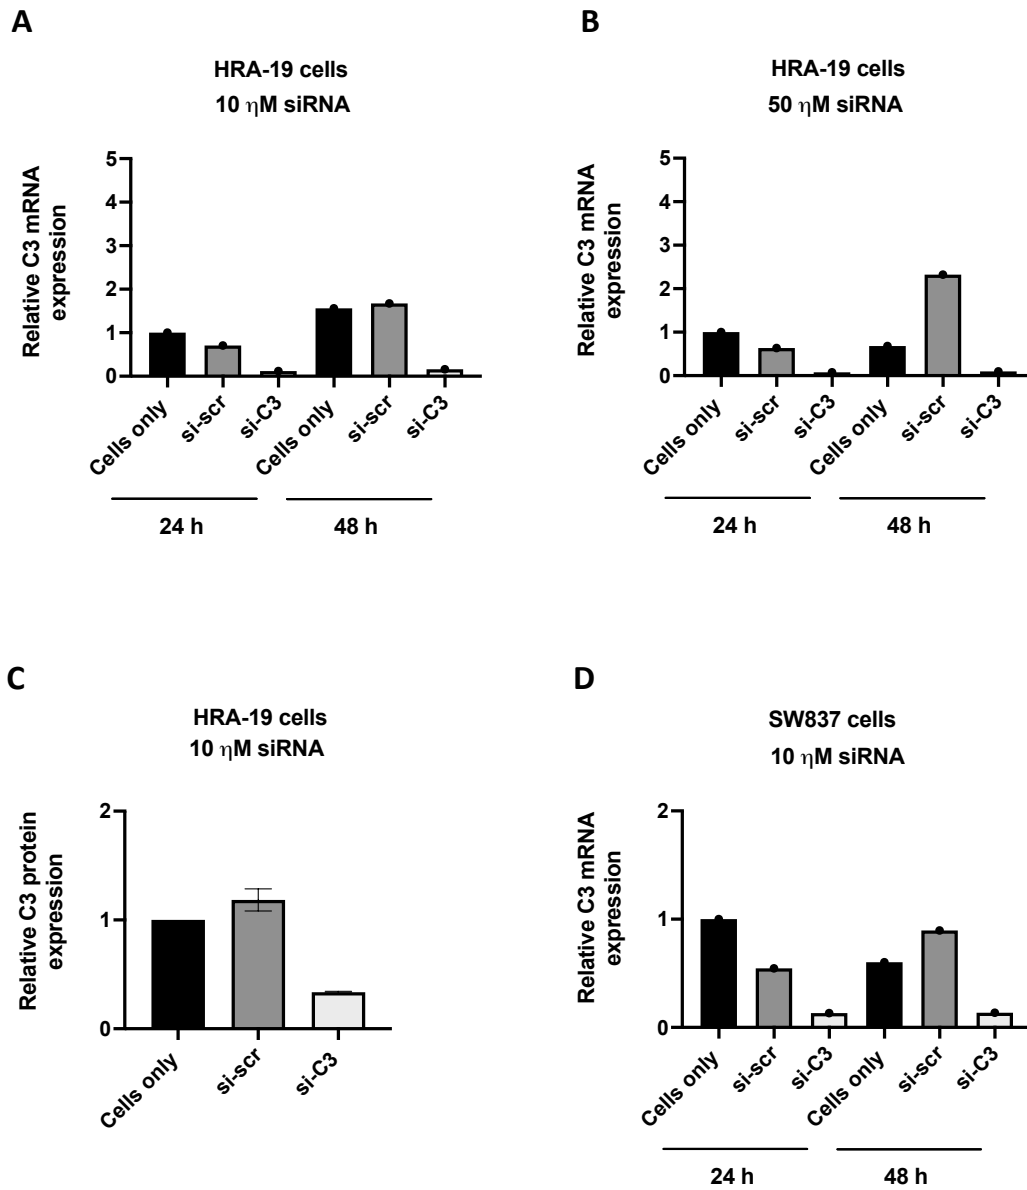 A
HRA-19 cells
10 ηM siRNA
Relative C3 mRNA
expression
5
4
3
2
1
0
Cells only
si-scr
si-C3
Cells only
si-scr
si-C3
24 h
48 h
B
HRA-19 cells
50 ηM siRNA
Relative C3 mRNA
expression
5
4
3
2
1
0
Cells only
si-scr
si-C3
Cells only
si-scr
si-C3
24 h
48 h
C
HRA-19 cells
10 ηM siRNA
Relative C3 protein
expression
2
1
0
Cells only
si-scr
si-C3
D
SW837 cells
10 ηM siRNA
Relative C3 mRNA
expression
2
1
0
Cells only
si-scr
si-C3
Cells only
si-scr
si-C3
24 h
48 h